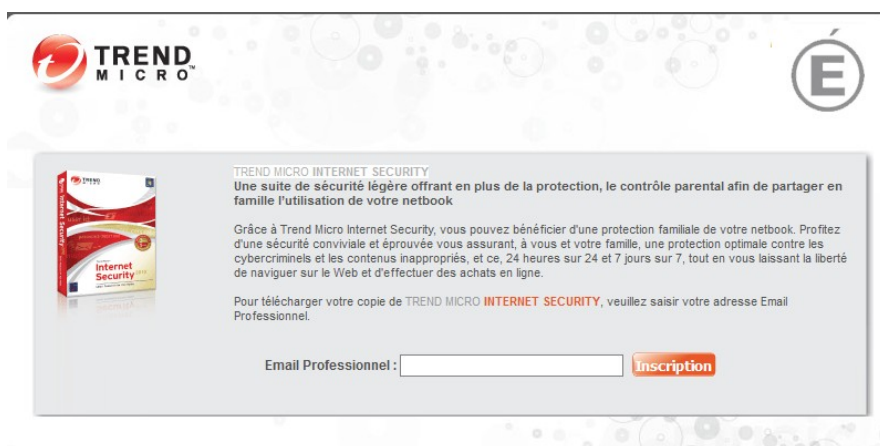 TREND
MICRO™
É
TREND MICRO INTERNET SECURITY
Une suite de sécurité légère offrant en plus de la protection, le contrôle parental afin de partager en
famille l'utilisation de votre netbook
Grâce à Trend Micro Internet Security, vous pouvez bénéficier d'une protection familiale de votre netbook. Profitez
d'une sécurité conviviale et éprouvée vous assurant, à vous et votre famille, une protection optimale contre les
cybercriminels et les contenus inappropriés, et ce, 24 heures sur 24 et 7 jours sur 7, tout en vous laissant la liberté
de naviguer sur le Web et d'effectuer des achats en ligne.
Pour télécharger votre copie de TREND MICRO INTERNET SECURITY, veuillez saisir votre adresse Email
Professionnel.
Email Professionnel :
Inscription
Internet
Security